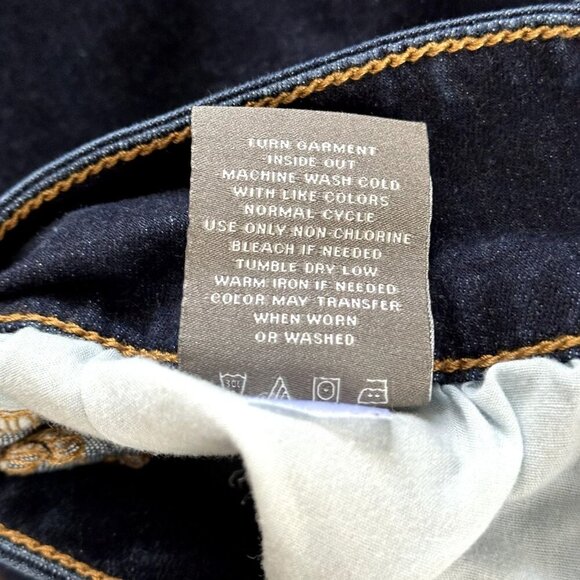 TURN GARMENT
INSIDE OUT
MACHINE WASH COLD
WITH LIKE COLORS
NORMAL CYCLE
USE ONLY NON-CHLORINE
BLEACH IF NEEDED
TUMBLE DRY LOW
WARM IRON IF NEEDED
COLOR MAY TRANSFER
WHEN WORN
OR WASHED